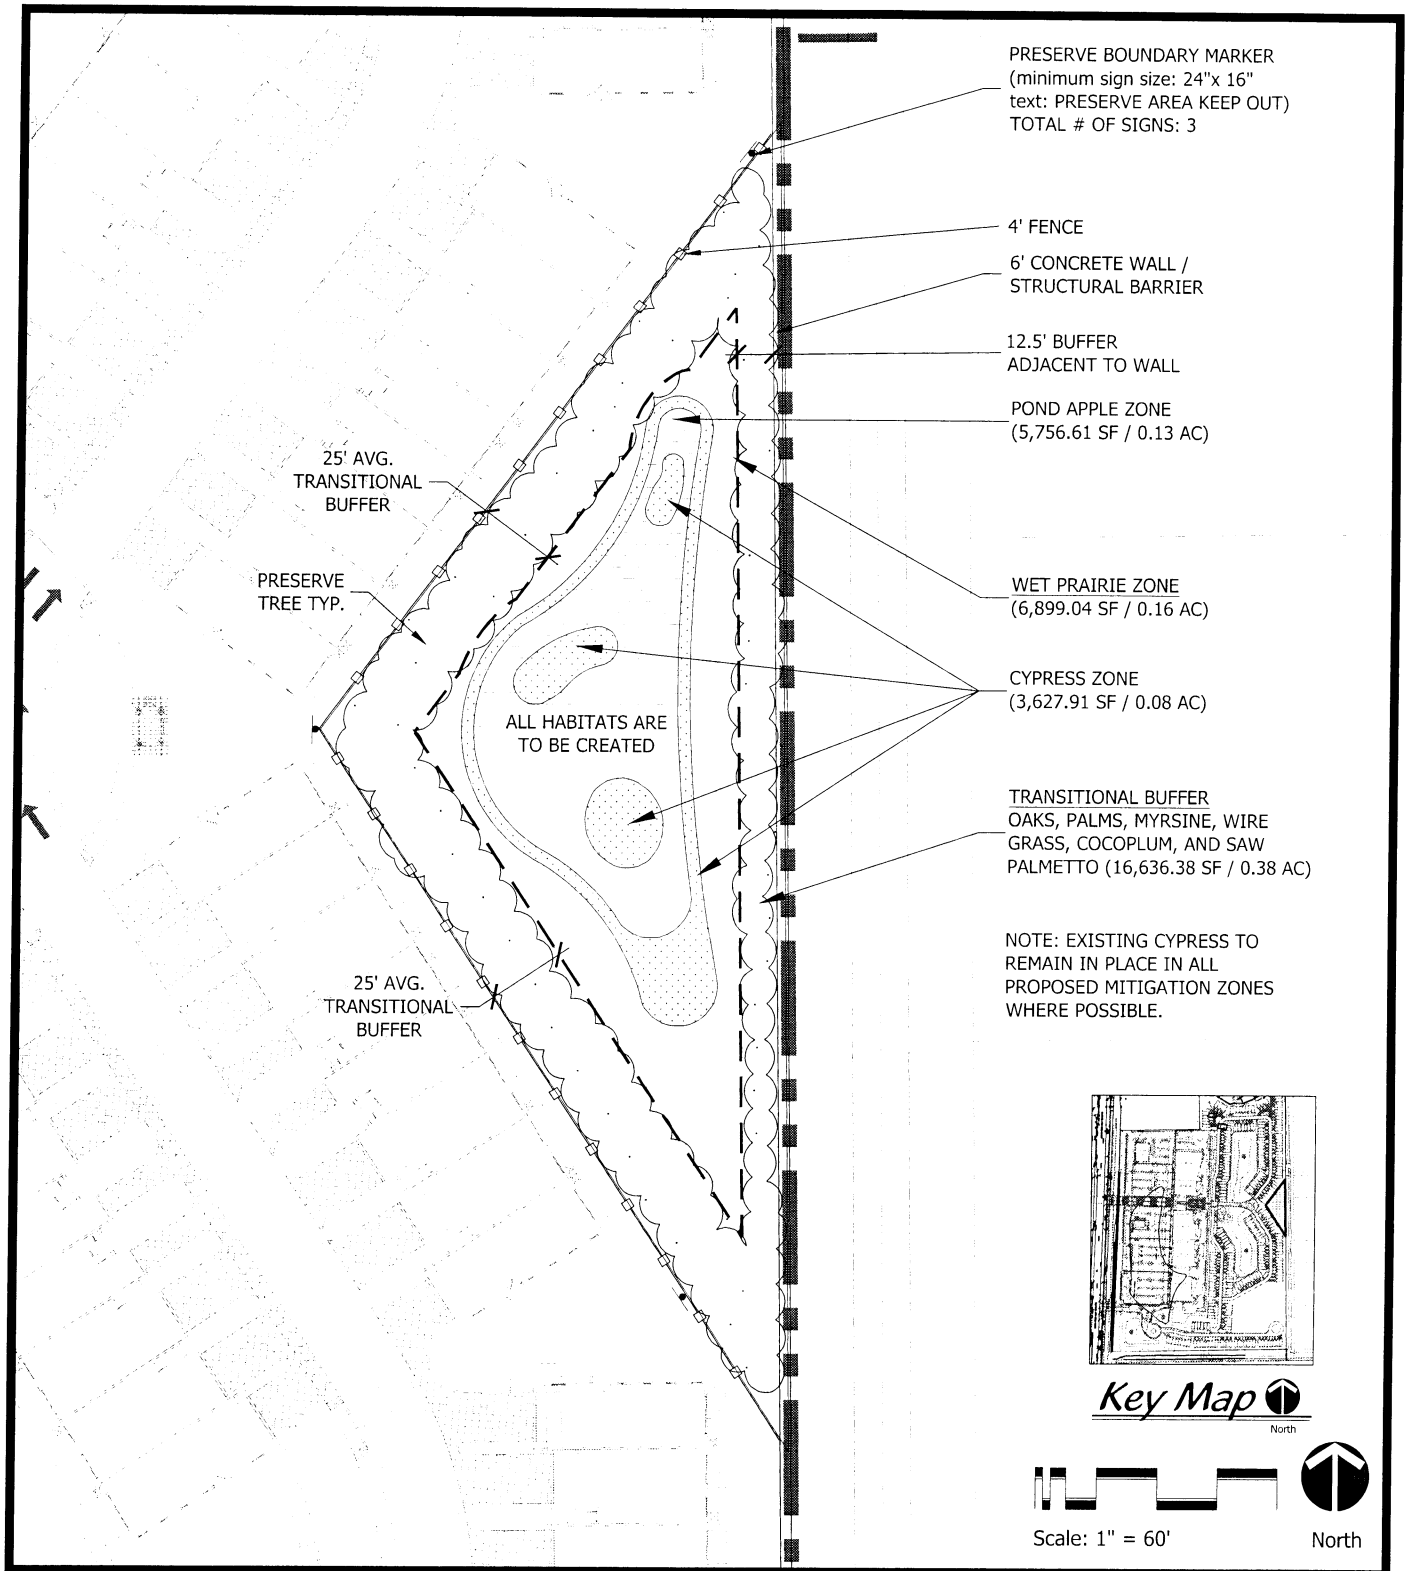 PRESERVE BOUNDARY MARKER
(minimum sign size: 24"x 16"
text: PRESERVE AREA KEEP OUT)
TOTAL # OF SIGNS: 3
4' FENCE
6' CONCRETE WALL /
STRUCTURAL BARRIER
12.5' BUFFER
ADJACENT TO WALL
POND APPLE ZONE
(5,756.61 SF / 0.13 AC)
25' AVG.
TRANSITIONAL
BUFFER
PRESERVE
TREE TYP.
WET PRAIRIE ZONE
(6,899.04 SF / 0.16 AC)
CYPRESS ZONE
(3,627.91 SF / 0.08 AC)
ALL HABITATS ARE
TO BE CREATED
TRANSITIONAL BUFFER
OAKS, PALMS, MYRSINE, WIRE
GRASS, COCOPLUM, AND SAW
PALMETTO (16,636.38 SF / 0.38 AC)
NOTE: EXISTING CYPRESS TO
REMAIN IN PLACE IN ALL
PROPOSED MITIGATION ZONES
WHERE POSSIBLE.
25' AVG.
TRANSITIONAL
BUFFER
Key Map
North
Scale: 1" = 60'
North